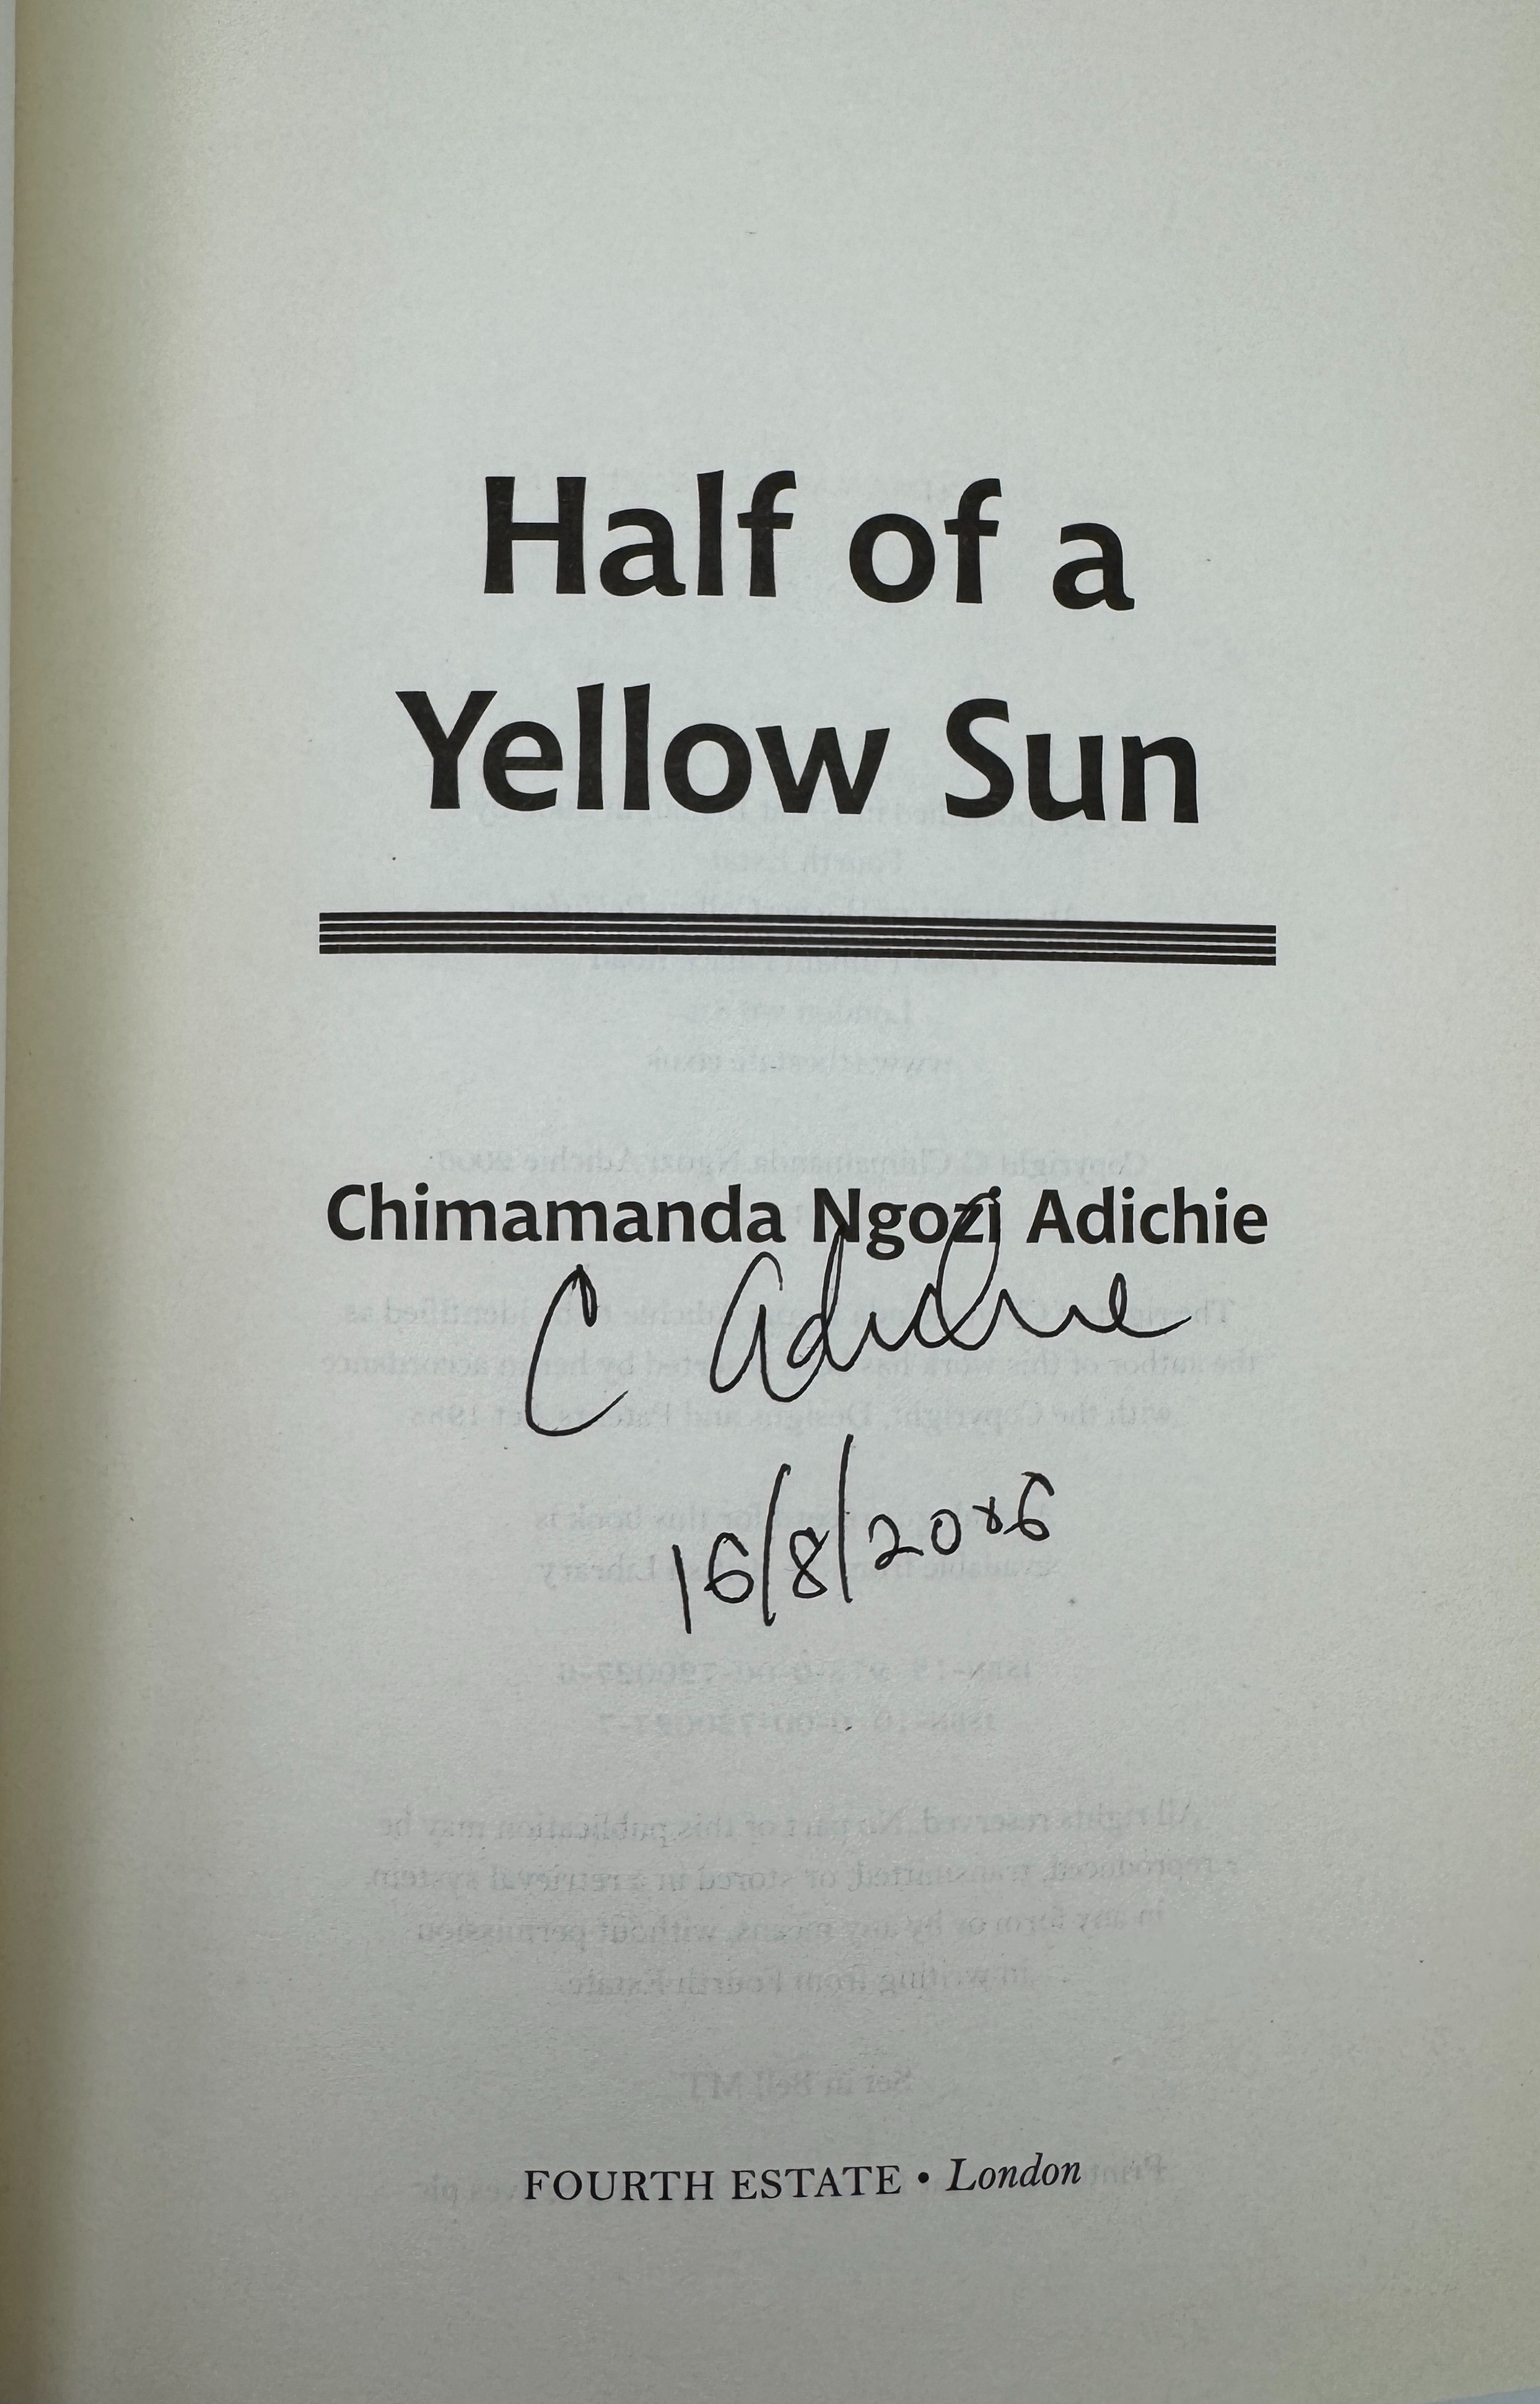 Half of a
Yellow Sun
Chimamanda Ngozi Adichie
C Adichie
16/8/2006
FOURTH ESTATE • London